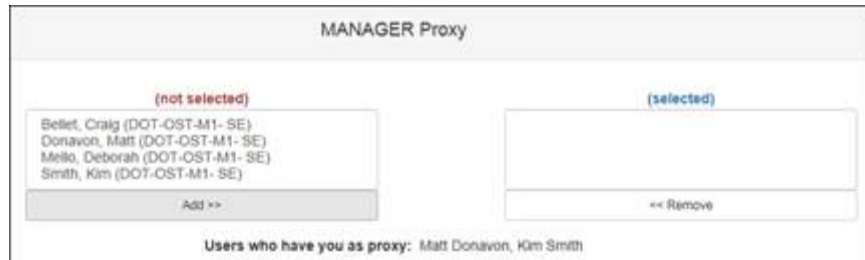 MANAGER Proxy
(not selected)
(selected)
Bellet, Craig (DOT-OST-M1- SE)
Donavon, Matt (DOT-OST-M1- SE)
Mello, Deborah (DOT-OST-M1- SE)
Smith, Kim (DOT-OST-M1- SE)
Add >>
<< Remove
Users who have you as proxy: Matt Donavon, Kim Smith